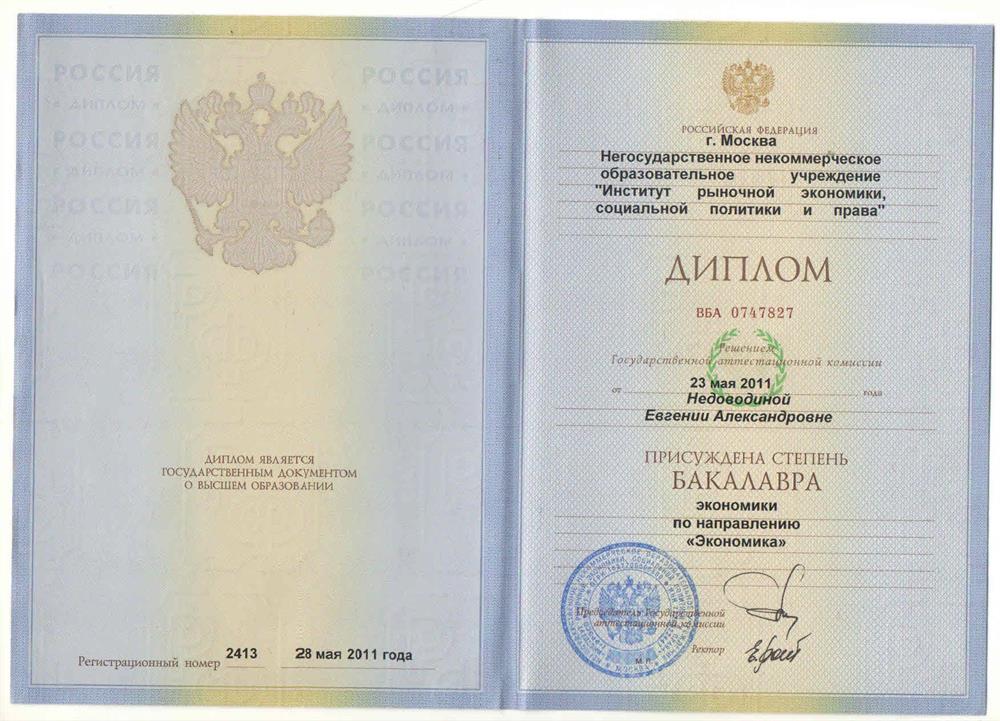 РОССИЯ РОССИЯ
• ДИПЛОМ • • ДИПЛОМ •
РОССИЯ РОССИЯ
• ДИПЛОМ • • ДИПЛОМ •
РОССИЯ РОССИЯ
• ДИПЛОМ • • ДИПЛОМ •
РОССИЯ РОССИЯ
ДИПЛОМ ЯВЛЯЕТСЯ
ГОСУДАРСТВЕННЫМ ДОКУМЕНТОМ
О ВЫСШЕМ ОБРАЗОВАНИИ
Регистрационный номер 2413 28 мая 2011 года
РОССИЙСКАЯ ФЕДЕРАЦИЯ
г. Москва
Негосударственное некоммерческое
образовательное учреждение
"Институт рыночной экономики,
социальной политики и права"
ДИПЛОМ
ВБА 0747827
Решением
Государственной аттестационной комиссии
от 23 мая 2011 года
Недоводиной
Евгении Александровне
ПРИСУЖДЕНА СТЕПЕНЬ
БАКАЛАВРА
экономики
по направлению
«Экономика»
Председатель Государственной
аттестационной комиссии
Ректор
М.П.